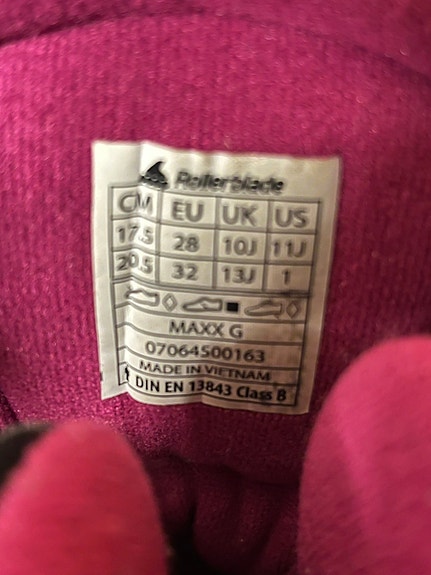 Rollerblade
CM EU UK US
17.5 28 10J 11J
20.5 32 13J 1
MAXX G
07064500163
MADE IN VIETNAM
DIN EN 13843 Class B